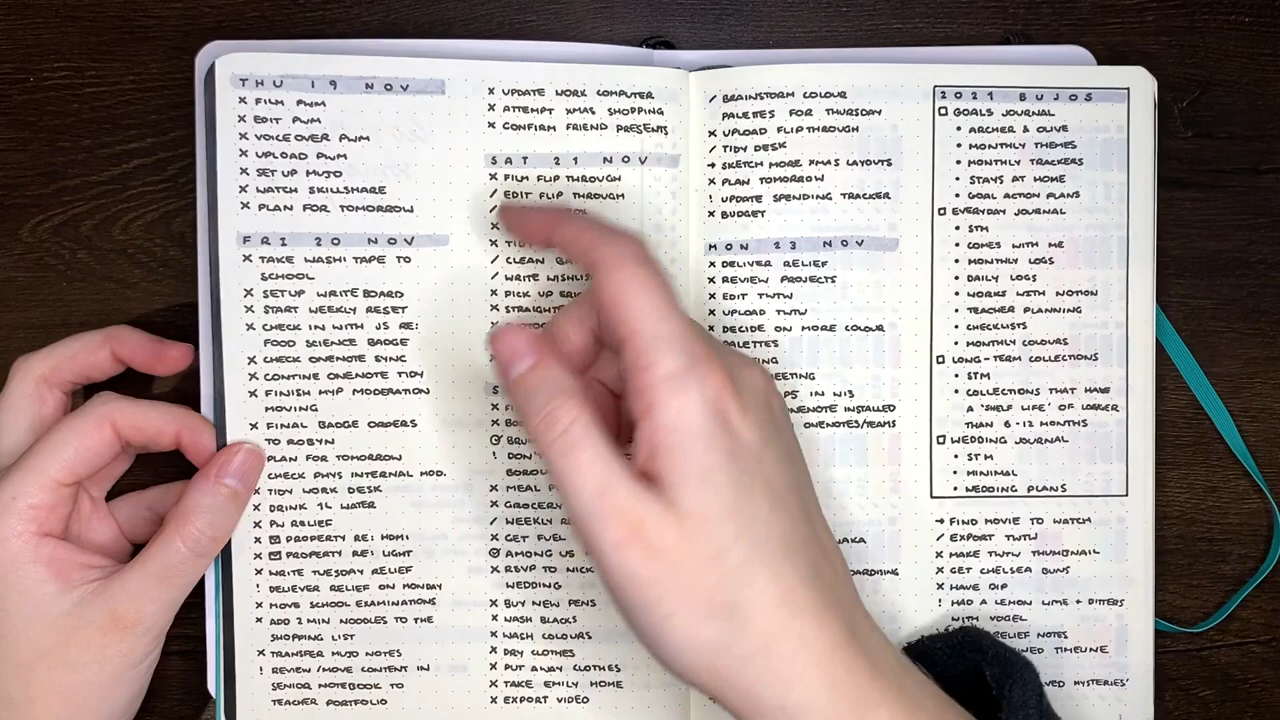 THU 19 NOV
X FILM PWM
X EDIT PWM
X VOICEOVER PWM
X UPLOAD PWM
X SET UP MUJO
X WATCH SKILLSHARE
X PLAN FOR TOMORROW
FRI 20 NOV
X TAKE WASHI TAPE TO
SCHOOL
X SETUP WRITE BOARD
X START WEEKLY RESET
X CHECK IN WITH JS RE:
FOOD SCIENCE BADGE
X CHECK ONENOTE SYNC
X CONTINE ONENOTE TIDY
X FINISH MYP MODERATION
MOVING
X FINAL BADGE ORDERS
TO ROBYN
PLAN FOR TOMORROW
CHECK PHYS INTERNAL MOD.
X TIDY WORK DESK
X DRINK 1L WATER
X PW RELIEF
X ☑ PROPERTY RE: HDMI
X ☑ PROPERTY RE: LIGHT
X WRITE TUESDAY RELIEF
! DELIEVER RELIEF ON MONDAY
X MOVE SCHOOL EXAMINATIONS
X ADD 2 MIN NOODLES TO THE
SHOPPING LIST
X TRANSFER MUJO NOTES
! REVIEW/MOVE CONTENT IN
SENIOR NOTEBOOK TO
TEACHER PORTFOLIO
X UPDATE WORK COMPUTER
X ATTEMPT XMAS SHOPPING
X CONFIRM FRIEND PRESENTS
SAT 21 NOV
X FILM FLIP THROUGH
/ EDIT FLIP THROUGH
/
X
X
/ CLEAN
/ WRITE WISHLIS
X PICK UP
X
X
! DON'T
X MEAL
X
/ WEEKLY
X GET FUEL
AMONG US
X RSVP TO NICK
WEDDING
X BUY NEW PENS
X WASH BLACKS
X WASH COLOURS
X DRY CLOTHES
X PUT AWAY CLOTHES
X TAKE EMILY HOME
X EXPORT VIDEO
/ BRAINSTORM COLOUR
PALETTES FOR THURSDAY
X UPLOAD FLIPTHROUGH
/ TIDY DESK
→ SKETCH MORE XMAS LAYOUTS
X PLAN TOMORROW
! UPDATE SPENDING TRACKER
X BUDGET
MON 23 NOV
X DELIVER RELIEF
X REVIEW PROJECTS
X EDIT TWTW
X UPLOAD TWTW
X DECIDE ON MORE COLOUR
PALETTES
IN N13
ONENOTE INSTALLED
ONENOTES/TEAMS
2021 BUJOS
☐ GOALS JOURNAL
• ARCHER & OLIVE
• MONTHLY THEMES
• MONTHLY TRACKERS
• STAYS AT HOME
• GOAL ACTION PLANS
☐ EVERYDAY JOURNAL
• STM
• COMES WITH ME
• MONTHLY LOGS
• DAILY LOGS
• WORKS WITH NOTION
• TEACHER PLANNING
• CHECKLISTS
• MONTHLY COLOURS
☐ LONG-TERM COLLECTIONS
• STM
• COLLECTIONS THAT HAVE
A 'SHELF LIFE' OF LONGER
THAN 6-12 MONTHS
☐ WEDDING JOURNAL
• STM
• MINIMAL
• WEDDING PLANS
→ FIND MOVIE TO WATCH
/ EXPORT TWTW
X MAKE TWTW THUMBNAIL
X GET CHELSEA BUNS
X HAVE DIP
! HAD A LEMON LIME + BITTERS
WITH VOGEL
RELIEF NOTES
TIMELINE
MYSTERIES'